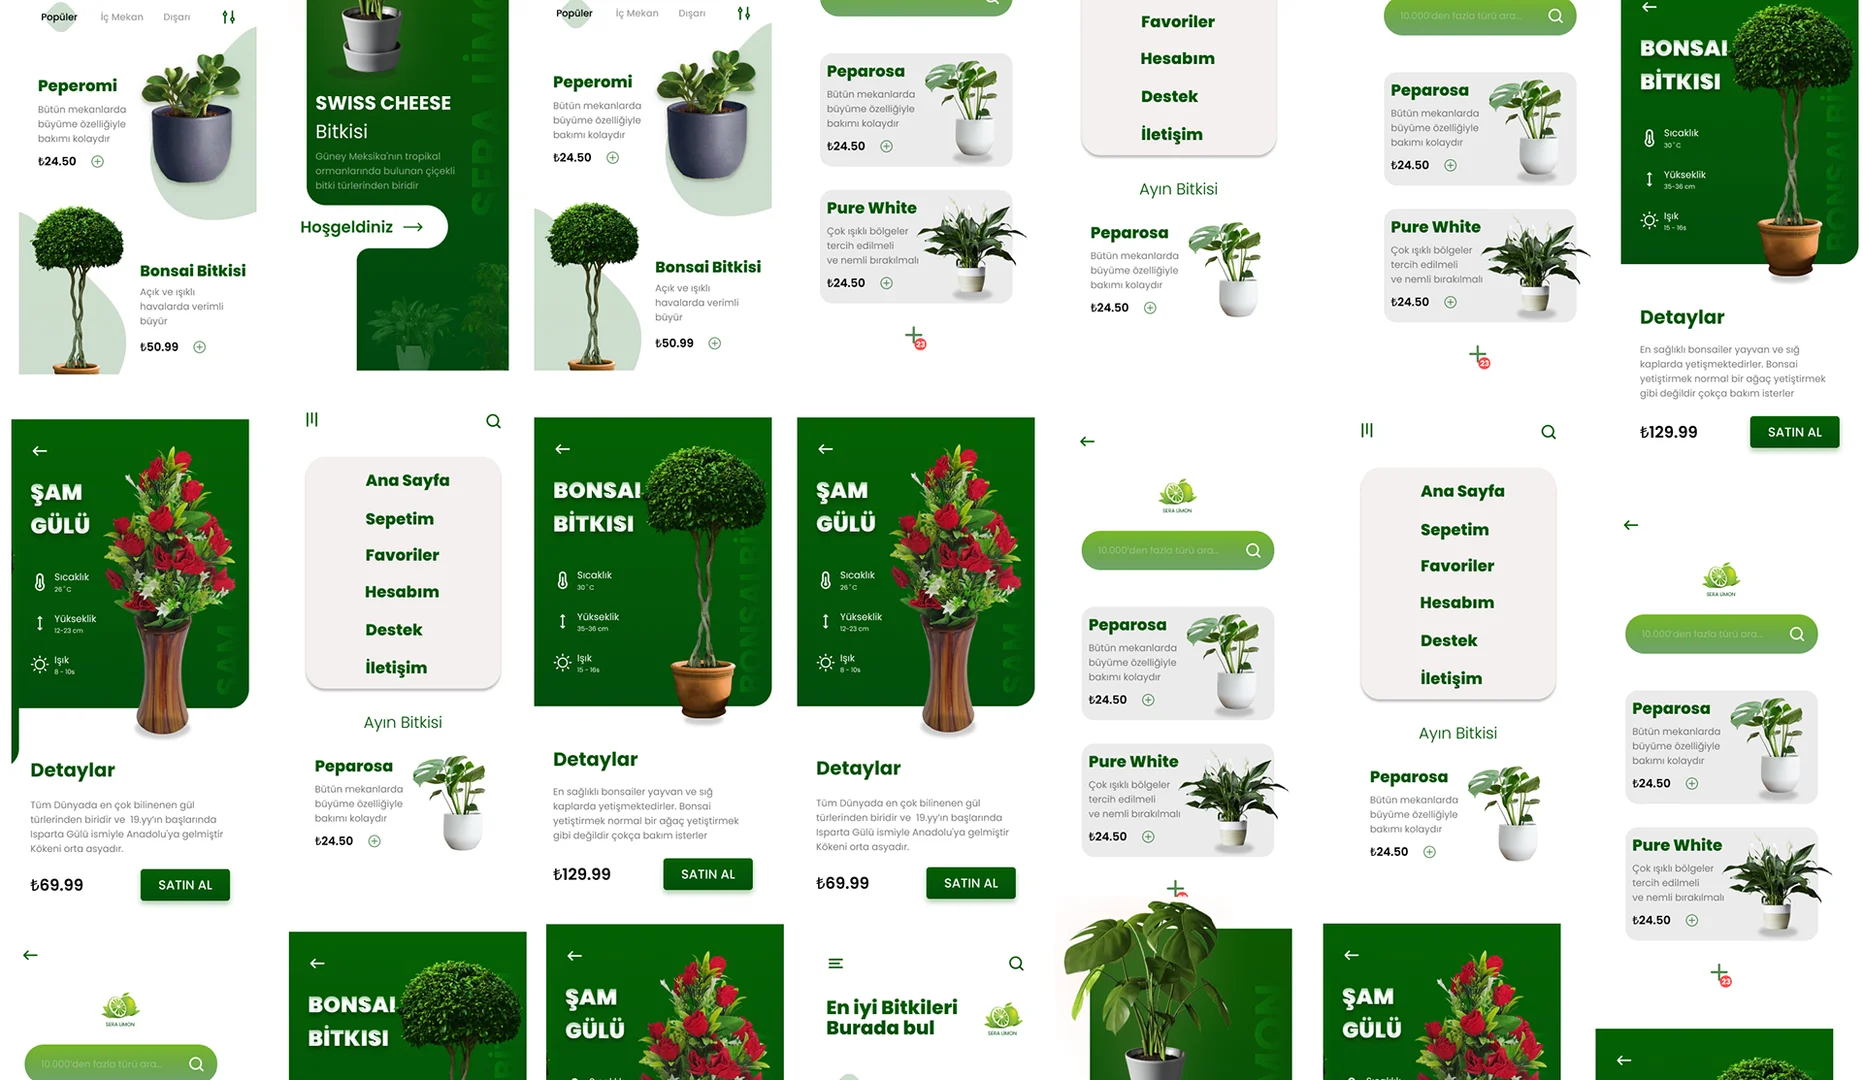 Popüler
İç Mekan
Dışarı
Peperomi
Bütün mekanlarda
büyüme özelliğiyle
bakımı kolaydır
₺24.50
Bonsai Bitkisi
Açık ve ışıklı
havalarda verimli
büyür
₺50.99
SERA LİMON
SWISS CHEESE
Bitkisi
Güney Meksika'nın tropikal
ormanlarında bulunan çiçekli
bitki türlerinden biridir
Hoşgeldiniz
Popüler
İç Mekan
Dışarı
Peperomi
Bütün mekanlarda
büyüme özelliğiyle
bakımı kolaydır
₺24.50
Bonsai Bitkisi
Açık ve ışıklı
havalarda verimli
büyür
₺50.99
Peparosa
Bütün mekanlarda
büyüme özelliğiyle
bakımı kolaydır
₺24.50
Pure White
Çok ışıklı bölgeler
tercih edilmeli
ve nemli bırakılmalı
₺24.50
23
Favoriler
Hesabım
Destek
İletişim
Ayın Bitkisi
Peparosa
Bütün mekanlarda
büyüme özelliğiyle
bakımı kolaydır
₺24.50
10.000'den fazla türü ara...
Peparosa
Bütün mekanlarda
büyüme özelliğiyle
bakımı kolaydır
₺24.50
Pure White
Çok ışıklı bölgeler
tercih edilmeli
ve nemli bırakılmalı
₺24.50
23
BONSAI
BİTKISI
Sıcaklık
30°C
Yükseklik
35-36 cm
Işık
15 - 16s
BONSAI Bİ
Detaylar
En sağlıklı bonsailer yayvan ve sığ
kaplarda yetişmektedirler. Bonsai
yetiştirmek normal bir ağaç yetiştirmek
gibi değildir çokça bakım isterler
₺129.99
SATIN AL
ŞAM
GÜLÜ
Sıcaklık
26°C
Yükseklik
12-23 cm
Işık
8 - 10s
ŞAM
Detaylar
Tüm Dünyada en çok bilinenen gül
türlerinden biridir ve 19.yy'ın başlarında
Isparta Gülü ismiyle Anadolu'ya gelmiştir
Kökeni orta asyadır.
₺69.99
SATIN AL
Ana Sayfa
Sepetim
Favoriler
Hesabım
Destek
İletişim
Ayın Bitkisi
Peparosa
Bütün mekanlarda
büyüme özelliğiyle
bakımı kolaydır
₺24.50
BONSAI
BİTKISI
Sıcaklık
30°C
Yükseklik
35-36 cm
Işık
15 - 16s
BONSAI Bİ
Detaylar
En sağlıklı bonsailer yayvan ve sığ
kaplarda yetişmektedirler. Bonsai
yetiştirmek normal bir ağaç yetiştirmek
gibi değildir çokça bakım isterler
₺129.99
SATIN AL
ŞAM
GÜLÜ
Sıcaklık
26°C
Yükseklik
12-23 cm
Işık
8 - 10s
ŞAM
Detaylar
Tüm Dünyada en çok bilinenen gül
türlerinden biridir ve 19.yy'ın başlarında
Isparta Gülü ismiyle Anadolu'ya gelmiştir
Kökeni orta asyadır.
₺69.99
SATIN AL
SERA LİMON
10.000'den fazla türü ara...
Peparosa
Bütün mekanlarda
büyüme özelliğiyle
bakımı kolaydır
₺24.50
Pure White
Çok ışıklı bölgeler
tercih edilmeli
ve nemli bırakılmalı
₺24.50
Ana Sayfa
Sepetim
Favoriler
Hesabım
Destek
İletişim
Ayın Bitkisi
Peparosa
Bütün mekanlarda
büyüme özelliğiyle
bakımı kolaydır
₺24.50
SERA LİMON
10.000'den fazla türü ara...
Peparosa
Bütün mekanlarda
büyüme özelliğiyle
bakımı kolaydır
₺24.50
Pure White
Çok ışıklı bölgeler
tercih edilmeli
ve nemli bırakılmalı
₺24.50
23
SERA LİMON
10.000'den fazla türü ara...
BONSAI
BİTKISI
ŞAM
GÜLÜ
En iyi Bitkileri
Burada bul
SERA LİMON
MON
ŞAM
GÜLÜ